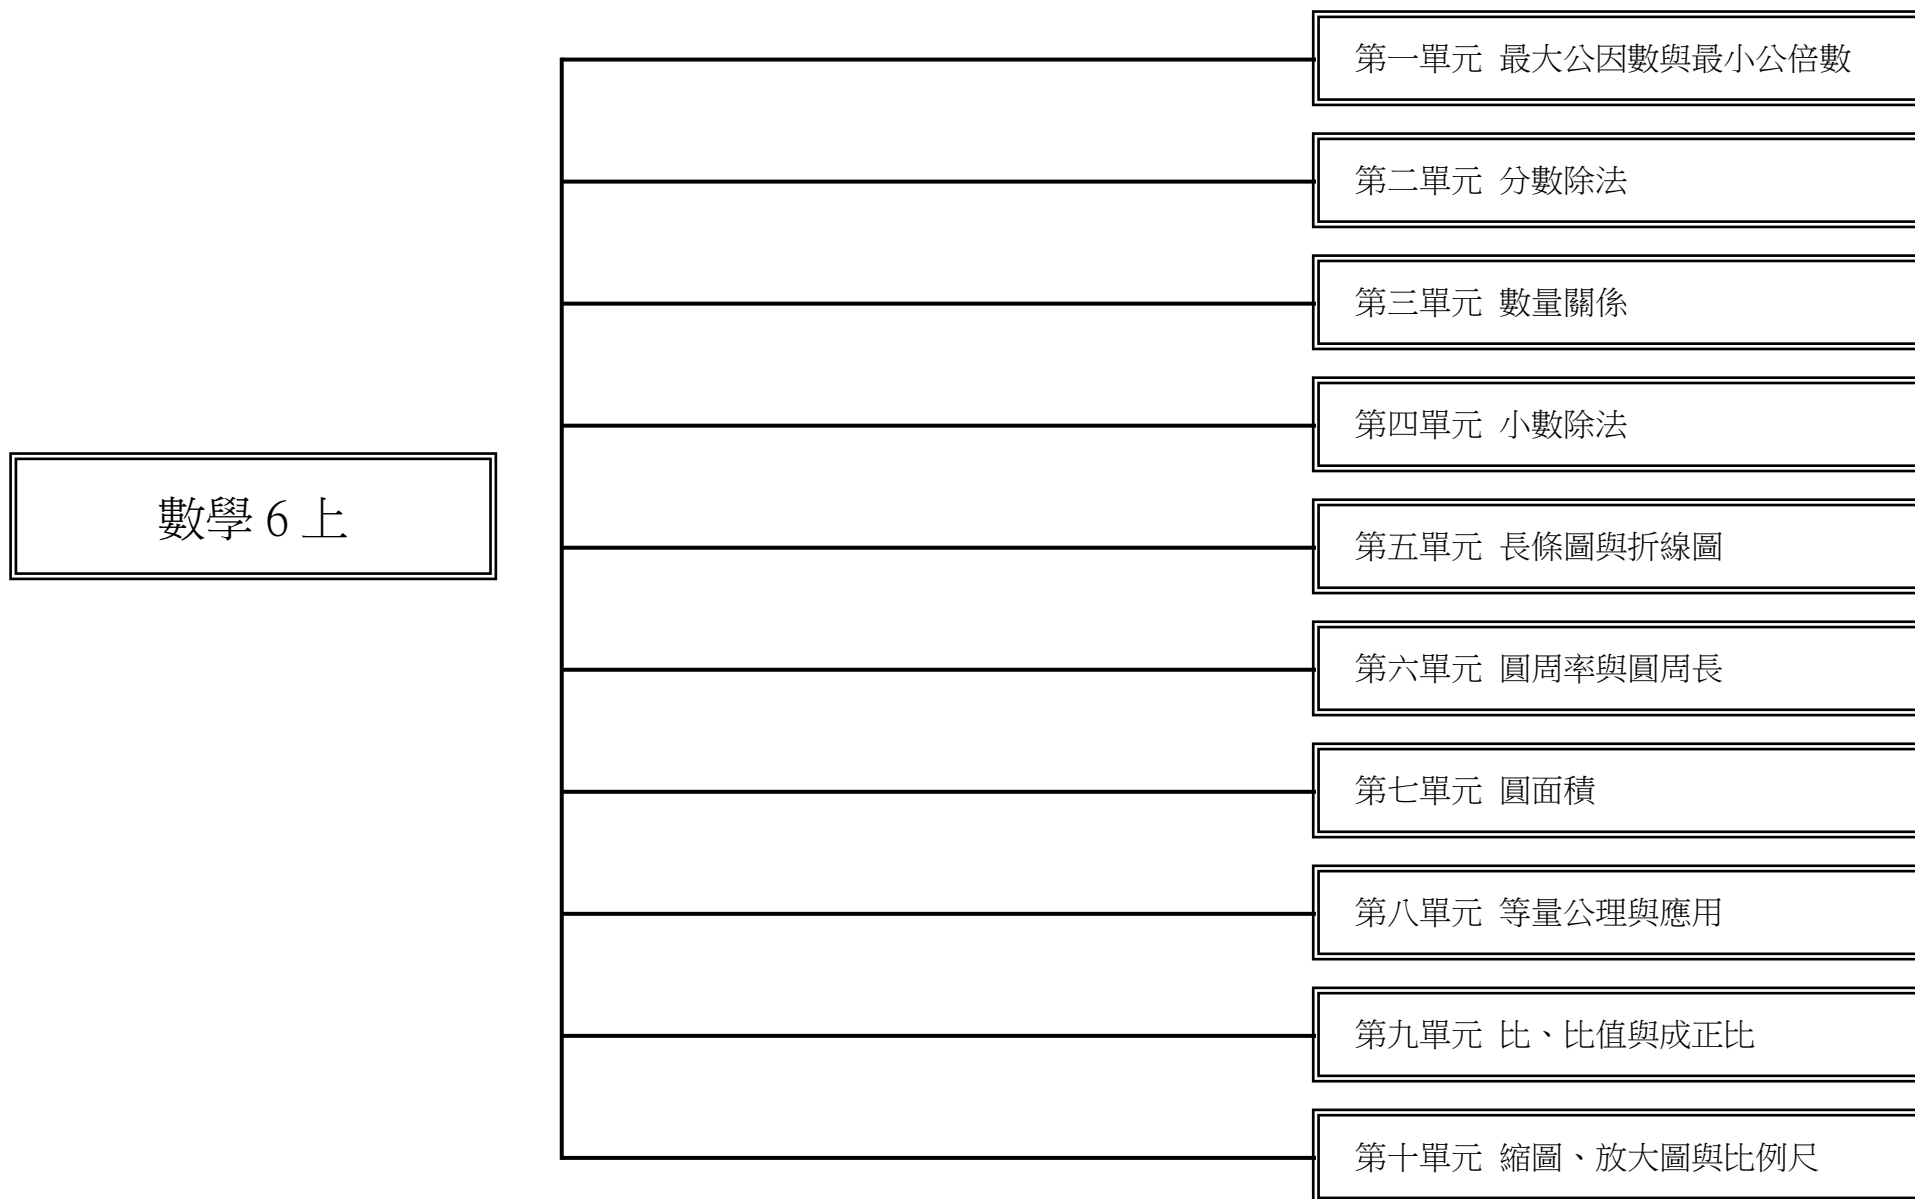 第一單元 最大公因數與最小公倍數
第二單元 分數除法
第三單元 數量關係
第四單元 小數除法
數學 6 上
第五單元 長條圖與折線圖
第六單元 圓周率與圓周長
第七單元 圓面積
第八單元 等量公理與應用
第九單元 比、比值與成正比
第十單元 縮圖、放大圖與比例尺